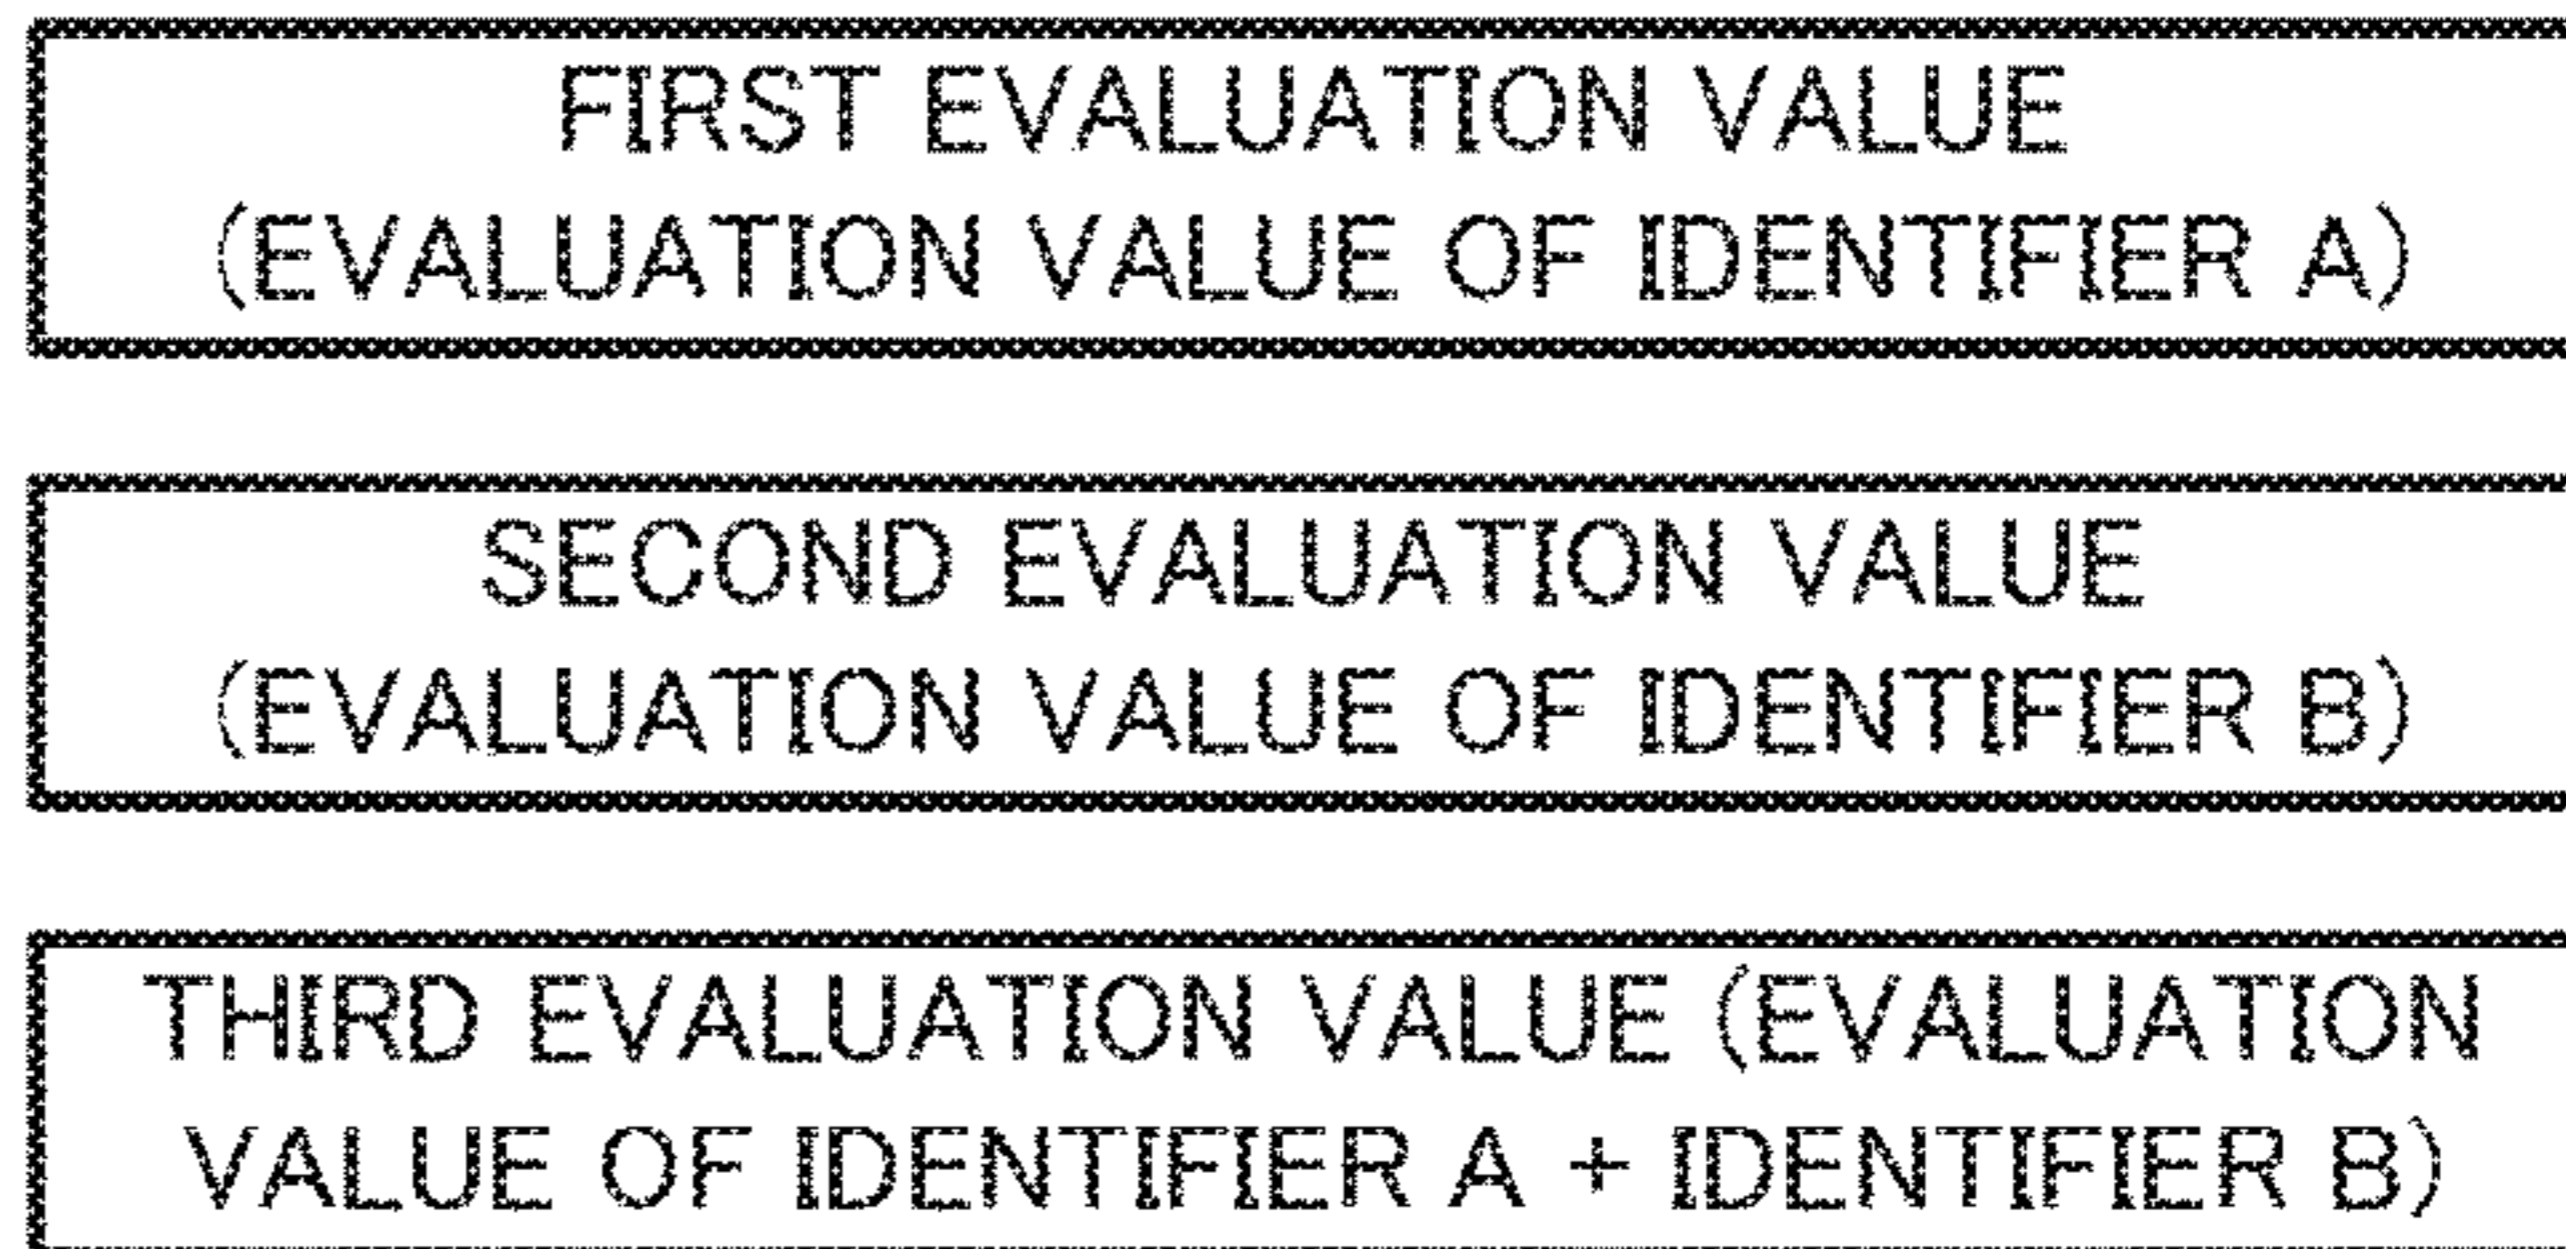 FIRST EVALUATION VALUE
(EVALUATION VALUE OF IDENTIFIER A)
SECOND EVALUATION VALUE
(EVALUATION VALUE OF IDENTIFIER B)
THIRD EVALUATION VALUE (EVALUATION
VALUE OF IDENTIFIER A + IDENTIFIER B)